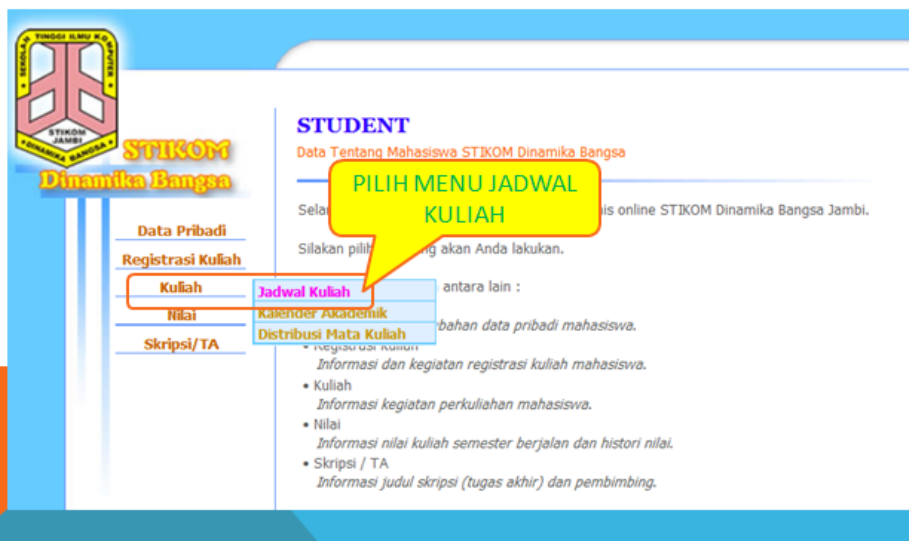 SEKOLAH TINGGI ILMU KOMPUTER
STIKOM
JAMBI
DINAMIKA BANGSA
STIKOM
Dinamika Bangsa
Data Pribadi
Registrasi Kuliah
Kuliah
Nilai
Skripsi/TA
Jadwal Kuliah
Kalender Akademik
Distribusi Mata Kuliah
PILIH MENU JADWAL
KULIAH
STUDENT
Data Tentang Mahasiswa STIKOM Dinamika Bangsa
online STIKOM Dinamika Bangsa Jambi.
Silakan pilih akan Anda lakukan.
antara lain :
data pribadi mahasiswa.
• Registrasi Kuliah
Informasi dan kegiatan registrasi kuliah mahasiswa.
• Kuliah
Informasi kegiatan perkuliahan mahasiswa.
• Nilai
Informasi nilai kuliah semester berjalan dan histori nilai.
• Skripsi / TA
Informasi judul skripsi (tugas akhir) dan pembimbing.